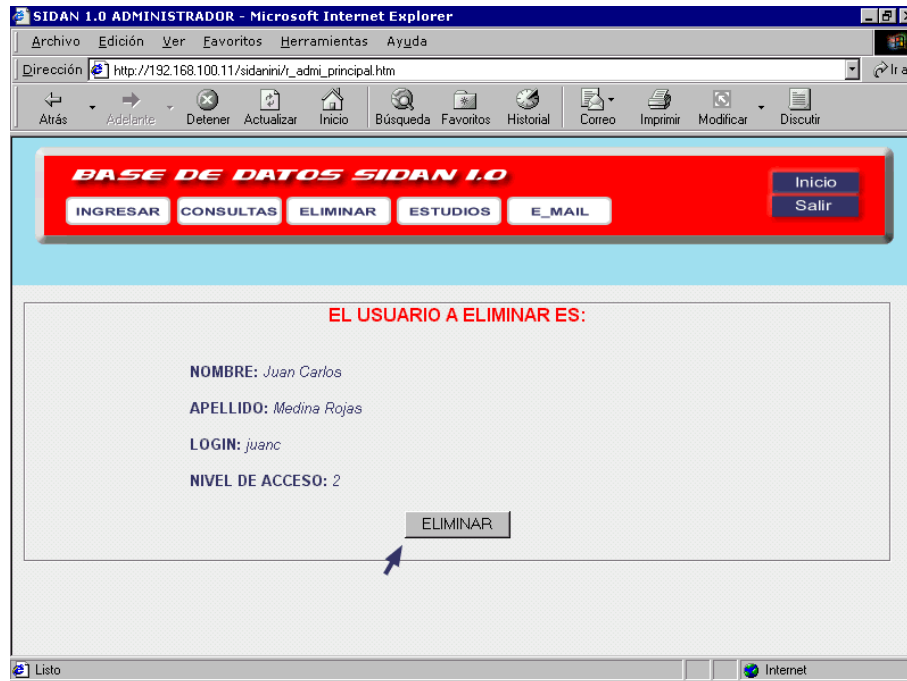 SIDAN 1.0 ADMINISTRADOR - Microsoft Internet Explorer
Archivo Edición Ver Favoritos Herramientas Ayuda
Dirección http://192.168.100.11/sidanini/r_admi_principal.htm Ir a
Atrás Adelante Detener Actualizar Inicio Búsqueda Favoritos Historial Correo Imprimir Modificar Discutir
BASE DE DATOS SIDAN 1.0
Inicio
INGRESAR CONSULTAS ELIMINAR ESTUDIOS E_MAIL
Salir
EL USUARIO A ELIMINAR ES:
NOMBRE: Juan Carlos
APELLIDO: Medina Rojas
LOGIN: juanc
NIVEL DE ACCESO: 2
ELIMINAR
Listo Internet